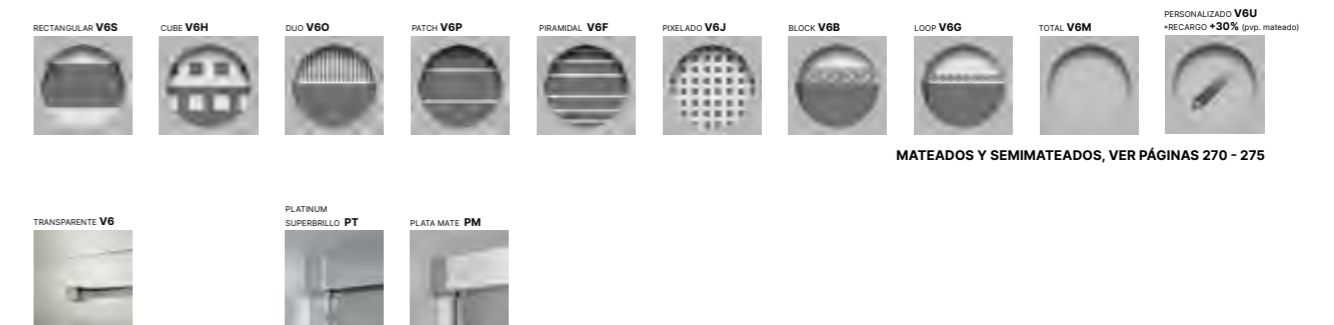 RECTANGULAR V6S
CUBE V6H
DUO V6O
PATCH V6P
PIRAMIDAL V6F
PIXELADO V6J
BLOCK V6B
LOOP V6G
TOTAL V6M
PERSONALIZADO V6U
*RECARGO +30% (pvp. mateado)
MATEADOS Y SEMIMATEADOS, VER PÁGINAS 270 - 275
TRANSPARENTE V6
PLATINUM
SUPERBRILLO PT
PLATA MATE PM